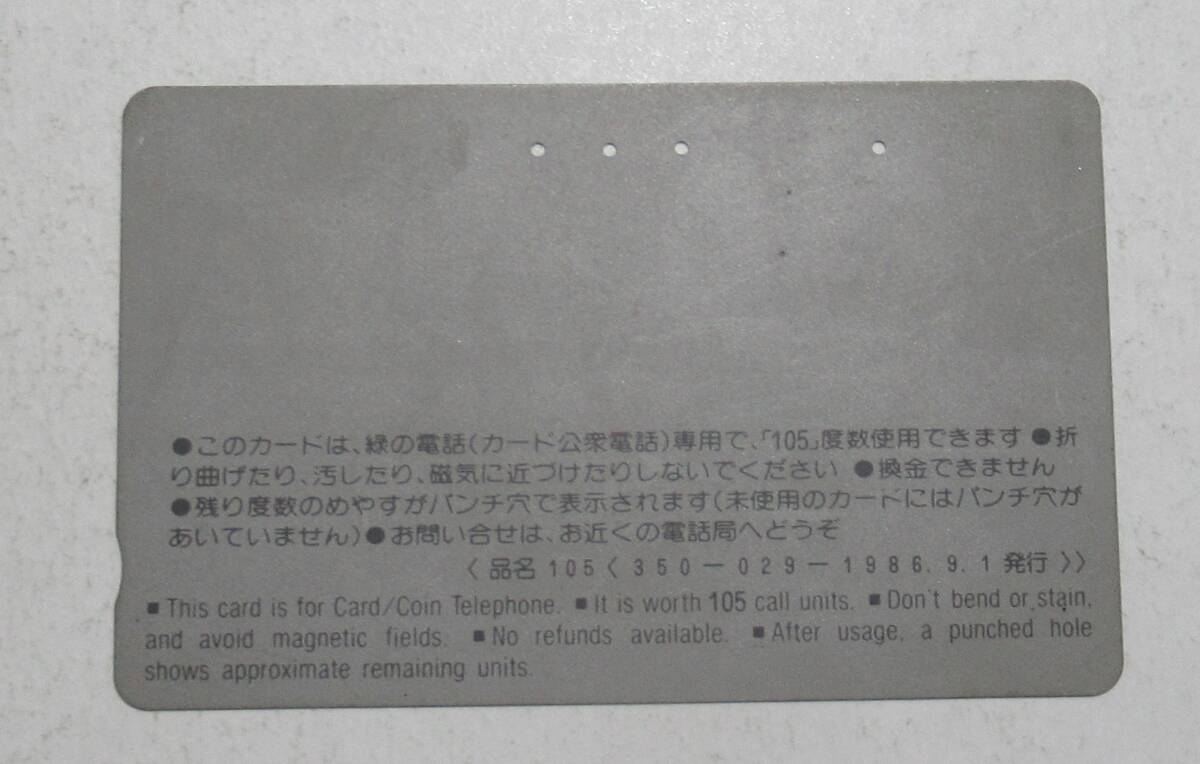 ●このカードは、緑の電話(カード公衆電話)専用で、「105」度数使用できます ●折
り曲げたり、汚したり、磁気に近づけたりしないでください ●換金できません
●残り度数のめやすがパンチ穴で表示されます(未使用のカードにはパンチ穴が
あいていません)●お問い合せは、お近くの電話局へどうぞ
〈 品名 105〈 350 — 029 — 1986. 9. 1 発行 〉〉
■ This card is for Card/Coin Telephone. ■ It is worth 105 call units. ■ Don't bend or stain,
and avoid magnetic fields. ■ No refunds available. ■ After usage, a punched hole
shows approximate remaining units.